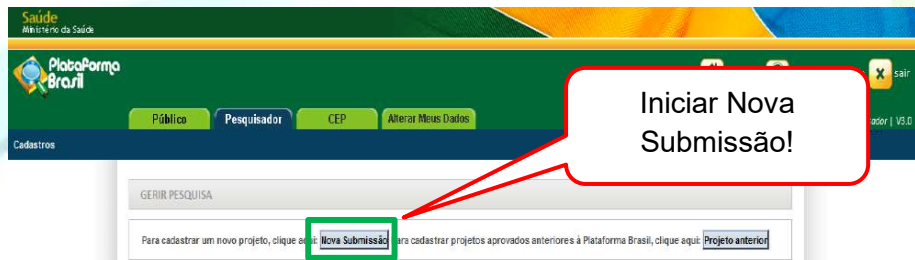 Saúde
Ministério da Saúde
Plataforma
Brasil
sair
Público Pesquisador CEP Alterar Meus Dados
V3.0
Cadastros
Iniciar Nova
Submissão!
GERIR PESQUISA
Para cadastrar um novo projeto, clique aqui: Nova Submissão ara cadastrar projetos aprovados anteriores à Plataforma Brasil, clique aqui: Projeto anterior